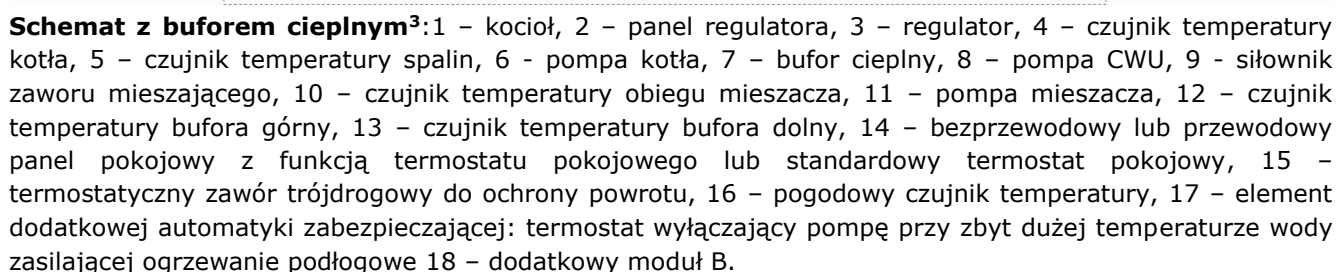 Schemat z buforem cieplnym³:1 – kocioł, 2 – panel regulatora, 3 – regulator, 4 – czujnik temperatury
kotła, 5 – czujnik temperatury spalin, 6 - pompa kotła, 7 – bufor cieplny, 8 – pompa CWU, 9 - siłownik
zaworu mieszającego, 10 – czujnik temperatury obiegu mieszacza, 11 – pompa mieszacza, 12 – czujnik
temperatury bufora górny, 13 – czujnik temperatury bufora dolny, 14 – bezprzewodowy lub przewodowy
panel pokojowy z funkcją termostatu pokojowego lub standardowy termostat pokojowy, 15 –
termostatyczny zawór trójdrogowy do ochrony powrotu, 16 – pogodowy czujnik temperatury, 17 – element
dodatkowej automatyki zabezpieczającej: termostat wyłączający pompę przy zbyt dużej temperaturze wody
zasilającej ogrzewanie podłogowe 18 – dodatkowy moduł B.